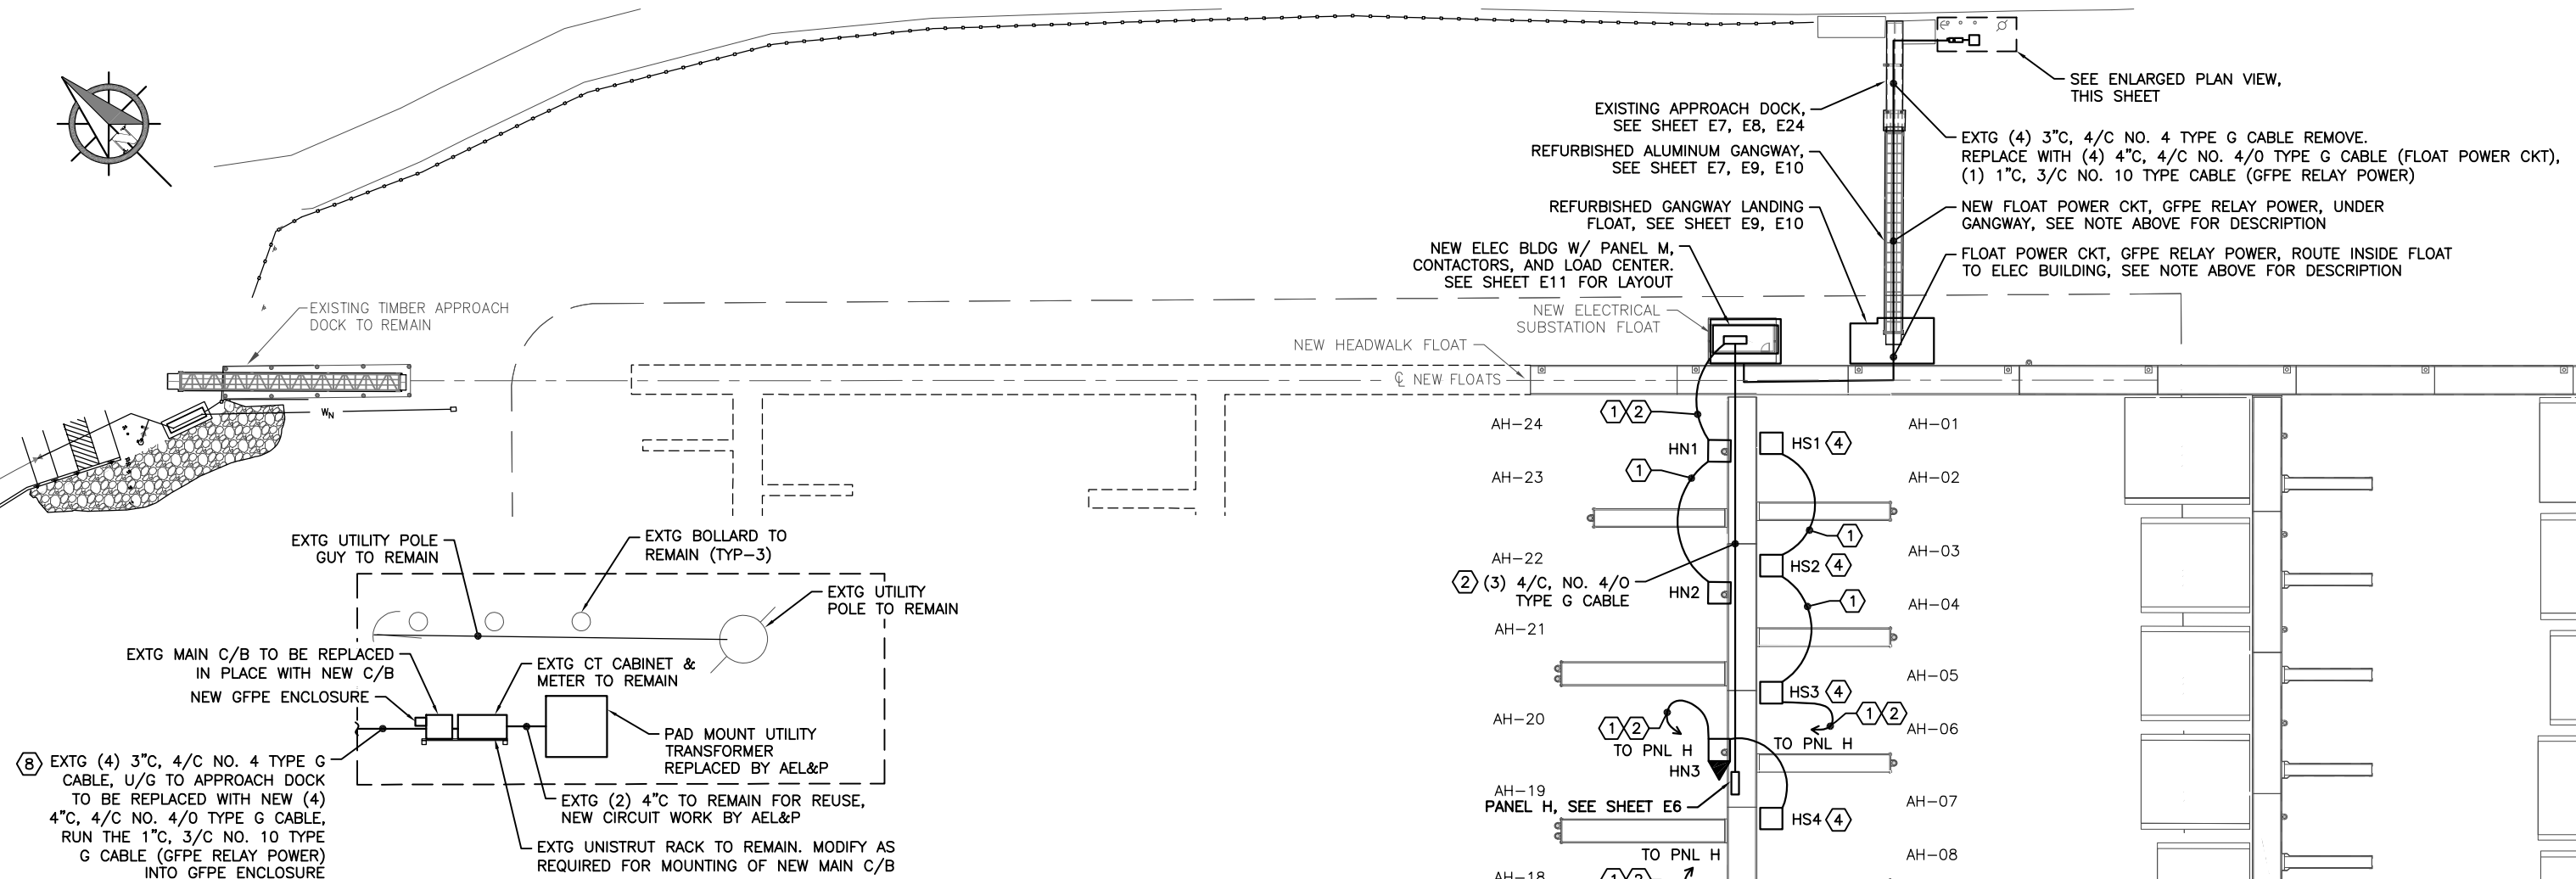 SEE ENLARGED PLAN VIEW,
THIS SHEET
EXISTING APPROACH DOCK,
SEE SHEET E7, E8, E24
EXTG (4) 3"C, 4/C NO. 4 TYPE G CABLE REMOVE.
REPLACE WITH (4) 4"C, 4/C NO. 4/0 TYPE G CABLE (FLOAT POWER CKT),
(1) 1"C, 3/C NO. 10 TYPE CABLE (GFPE RELAY POWER)
REFURBISHED ALUMINUM GANGWAY,
SEE SHEET E7, E9, E10
REFURBISHED GANGWAY LANDING
FLOAT, SEE SHEET E9, E10
NEW FLOAT POWER CKT, GFPE RELAY POWER, UNDER
GANGWAY, SEE NOTE ABOVE FOR DESCRIPTION
NEW ELEC BLDG W/ PANEL M,
CONTACTORS, AND LOAD CENTER.
SEE SHEET E11 FOR LAYOUT
FLOAT POWER CKT, GFPE RELAY POWER, ROUTE INSIDE FLOAT
TO ELEC BUILDING, SEE NOTE ABOVE FOR DESCRIPTION
EXISTING TIMBER APPROACH
DOCK TO REMAIN
NEW ELECTRICAL
SUBSTATION FLOAT
NEW HEADWALK FLOAT
℄ NEW FLOATS
WN
AH-24
1 2
AH-01
HN1
HS1 4
1
AH-23
AH-02
1
AH-22
AH-03
HS2 4
2 (3) 4/C, NO. 4/0
TYPE G CABLE
HN2
1
AH-04
AH-21
AH-05
HS3 4
AH-20
1 2
TO PNL H
1 2
TO PNL H
AH-06
HN3
AH-19
PANEL H, SEE SHEET E6
AH-07
HS4 4
TO PNL H
AH-08
AH-18
1 2
EXTG UTILITY POLE
GUY TO REMAIN
EXTG BOLLARD TO
REMAIN (TYP-3)
EXTG UTILITY
POLE TO REMAIN
EXTG MAIN C/B TO BE REPLACED
IN PLACE WITH NEW C/B
NEW GFPE ENCLOSURE
EXTG CT CABINET &
METER TO REMAIN
PAD MOUNT UTILITY
TRANSFORMER
REPLACED BY AEL&P
8 EXTG (4) 3"C, 4/C NO. 4 TYPE G
CABLE, U/G TO APPROACH DOCK
TO BE REPLACED WITH NEW (4)
4"C, 4/C NO. 4/0 TYPE G CABLE,
RUN THE 1"C, 3/C NO. 10 TYPE
G CABLE (GFPE RELAY POWER)
INTO GFPE ENCLOSURE
EXTG (2) 4"C TO REMAIN FOR REUSE,
NEW CIRCUIT WORK BY AEL&P
EXTG UNISTRUT RACK TO REMAIN. MODIFY AS
REQUIRED FOR MOUNTING OF NEW MAIN C/B